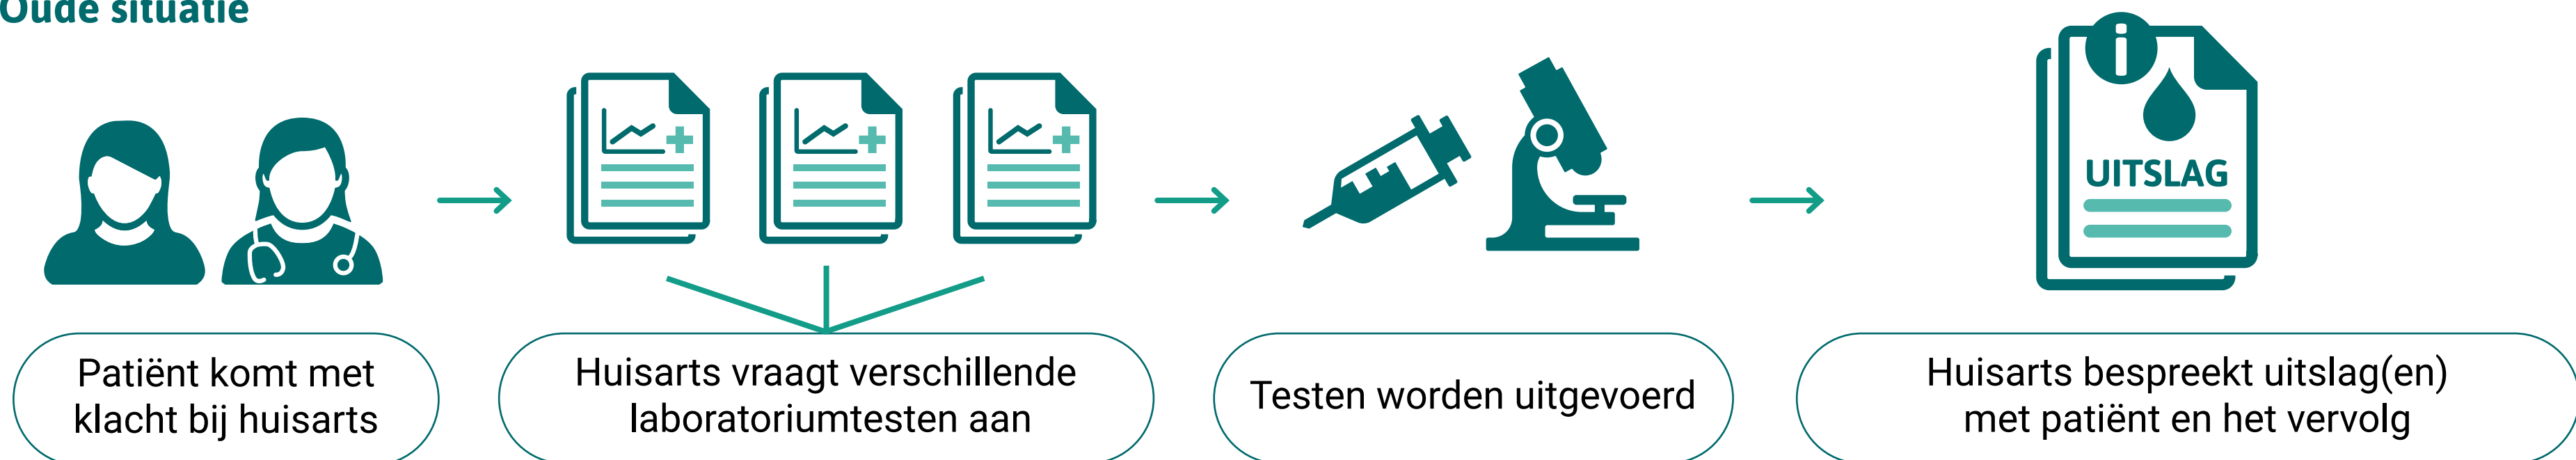 Oude situatie
UITSLAG
Patiënt komt met
klacht bij huisarts
Huisarts vraagt verschillende
laboratoriumtesten aan
Testen worden uitgevoerd
Huisarts bespreekt uitslag(en)
met patiënt en het vervolg